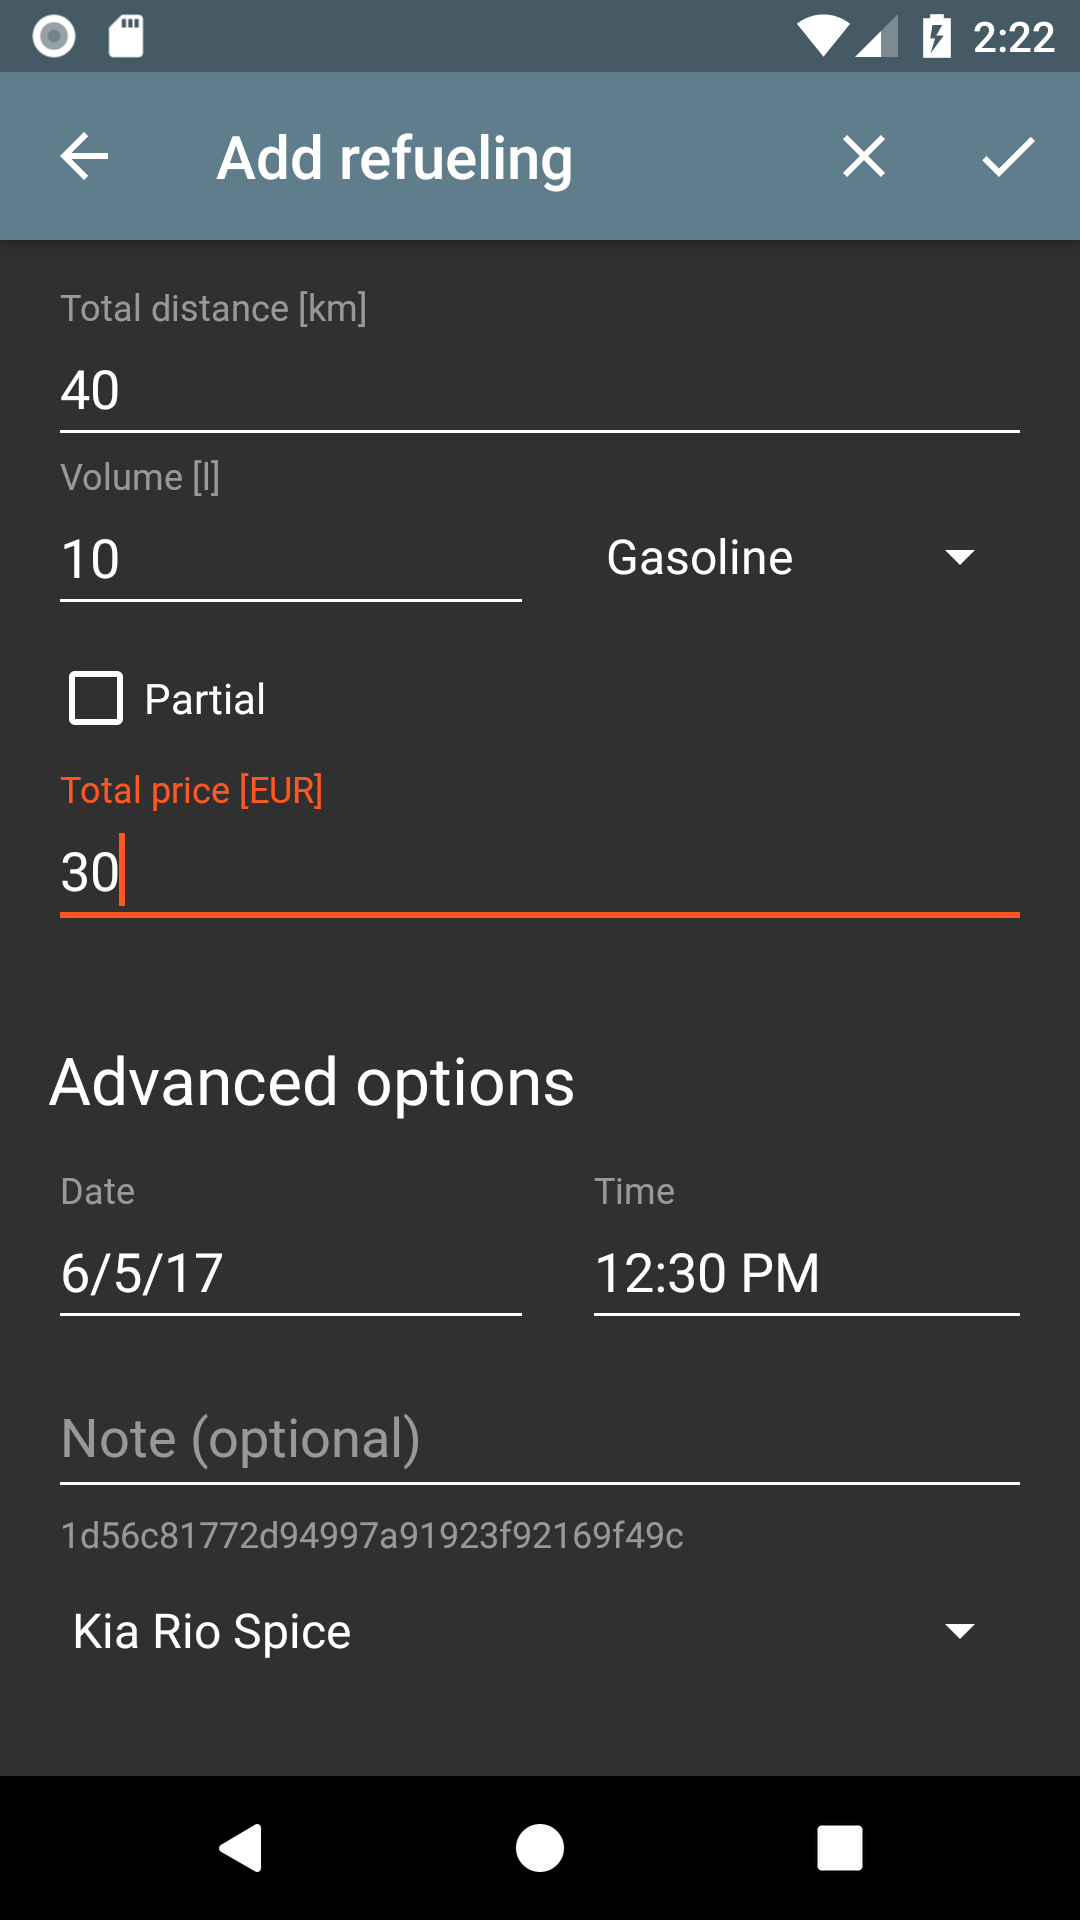 2:22
Add refueling
Total distance [km]
40
Volume [l]
10
Gasoline
Partial
Total price [EUR]
30
Advanced options
Date
Time
6/5/17
12:30 PM
Note (optional)
1d56c81772d94997a91923f92169f49c
Kia Rio Spice